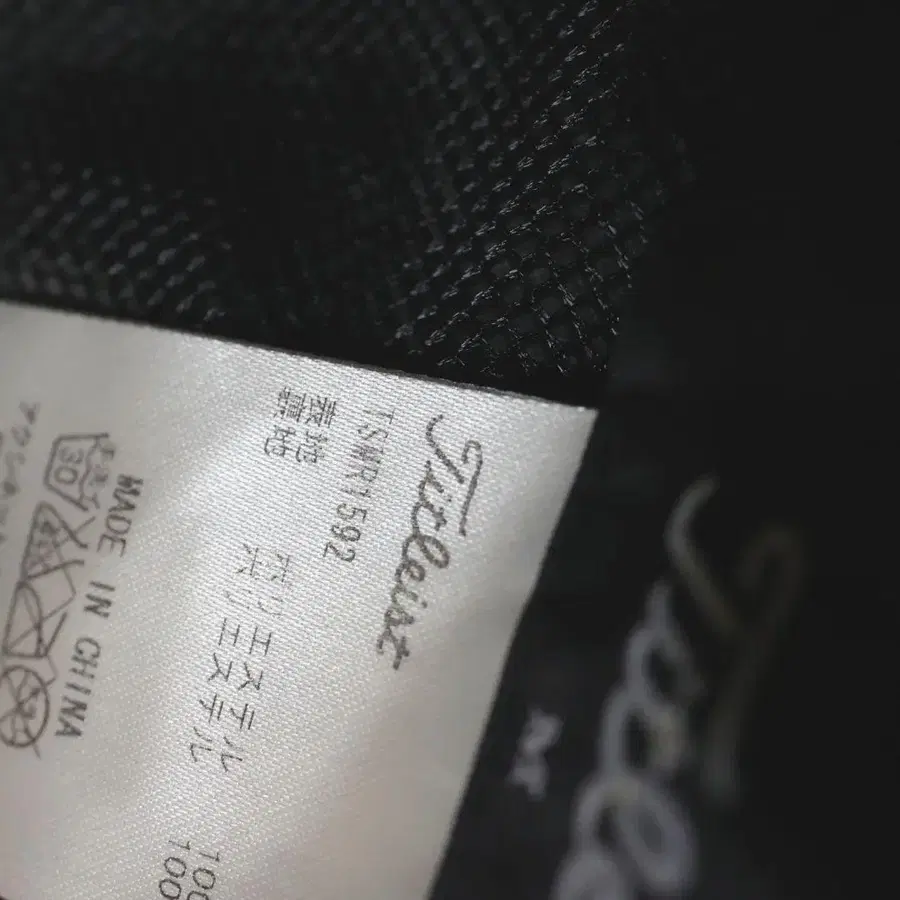 Titleist
TSWR1592
表地 ポリエステル 100
裏地 ポリエステル 100
30
MADE IN CHINA
M